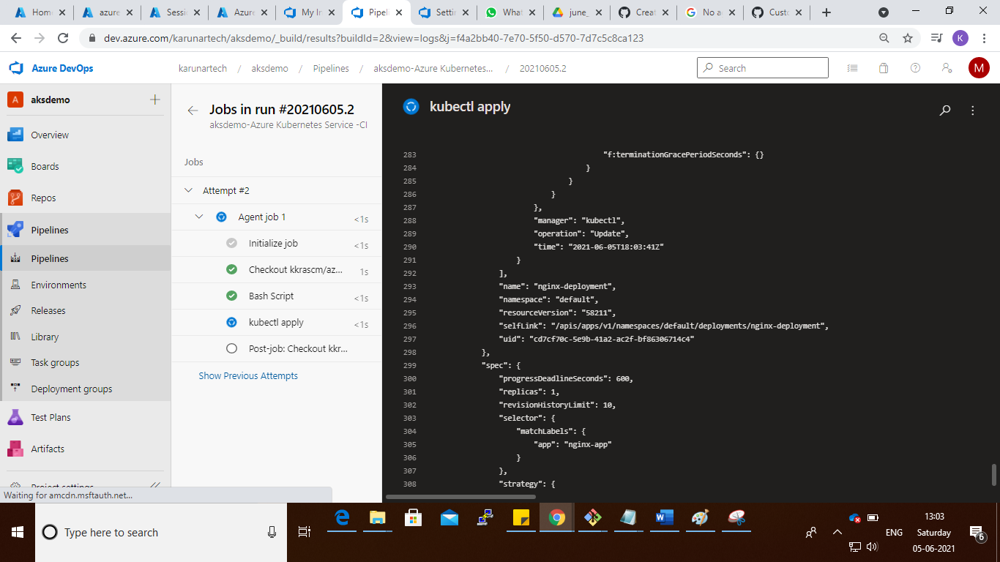 Home
azure
Sessi
Azure
My In
Pipeli
Settin
What
june_
Creat
No a
Custo
dev.azure.com/karunartech/aksdemo/_build/results?buildId=2&view=logs&j=f4a2bb40-7e70-5f50-d570-7d7c5c8ca123
K
Azure DevOps
karunartech / aksdemo / Pipelines / aksdemo-Azure Kubernetes... / 20210605.2
Search
M
A aksdemo
Overview
Boards
Repos
Pipelines
Pipelines
Environments
Releases
Library
Task groups
Deployment groups
Test Plans
Artifacts
Project settings
Waiting for amcdn.msftauth.net...
Jobs in run #20210605.2
aksdemo-Azure Kubernetes Service -CI
Jobs
Attempt #2
Agent job 1 <1s
Initialize job <1s
Checkout kkrascm/az... 1s
Bash Script <1s
kubectl apply <1s
Post-job: Checkout kkr...
Show Previous Attempts
kubectl apply
283 "f:terminationGracePeriodSeconds": {}
284 }
285 }
286 }
287 },
288 "manager": "kubectl",
289 "operation": "Update",
290 "time": "2021-06-05T18:03:41Z"
291 }
292 ],
293 "name": "nginx-deployment",
294 "namespace": "default",
295 "resourceVersion": "58211",
296 "selfLink": "/apis/apps/v1/namespaces/default/deployments/nginx-deployment",
297 "uid": "cd7cf70c-5e9b-41a2-ac2f-bf86306714c4"
298 },
299 "spec": {
300 "progressDeadlineSeconds": 600,
301 "replicas": 1,
302 "revisionHistoryLimit": 10,
303 "selector": {
304 "matchLabels": {
305 "app": "nginx-app"
306 }
307 },
308 "strategy": {
Type here to search
ENG
13:03
Saturday
05-06-2021
6